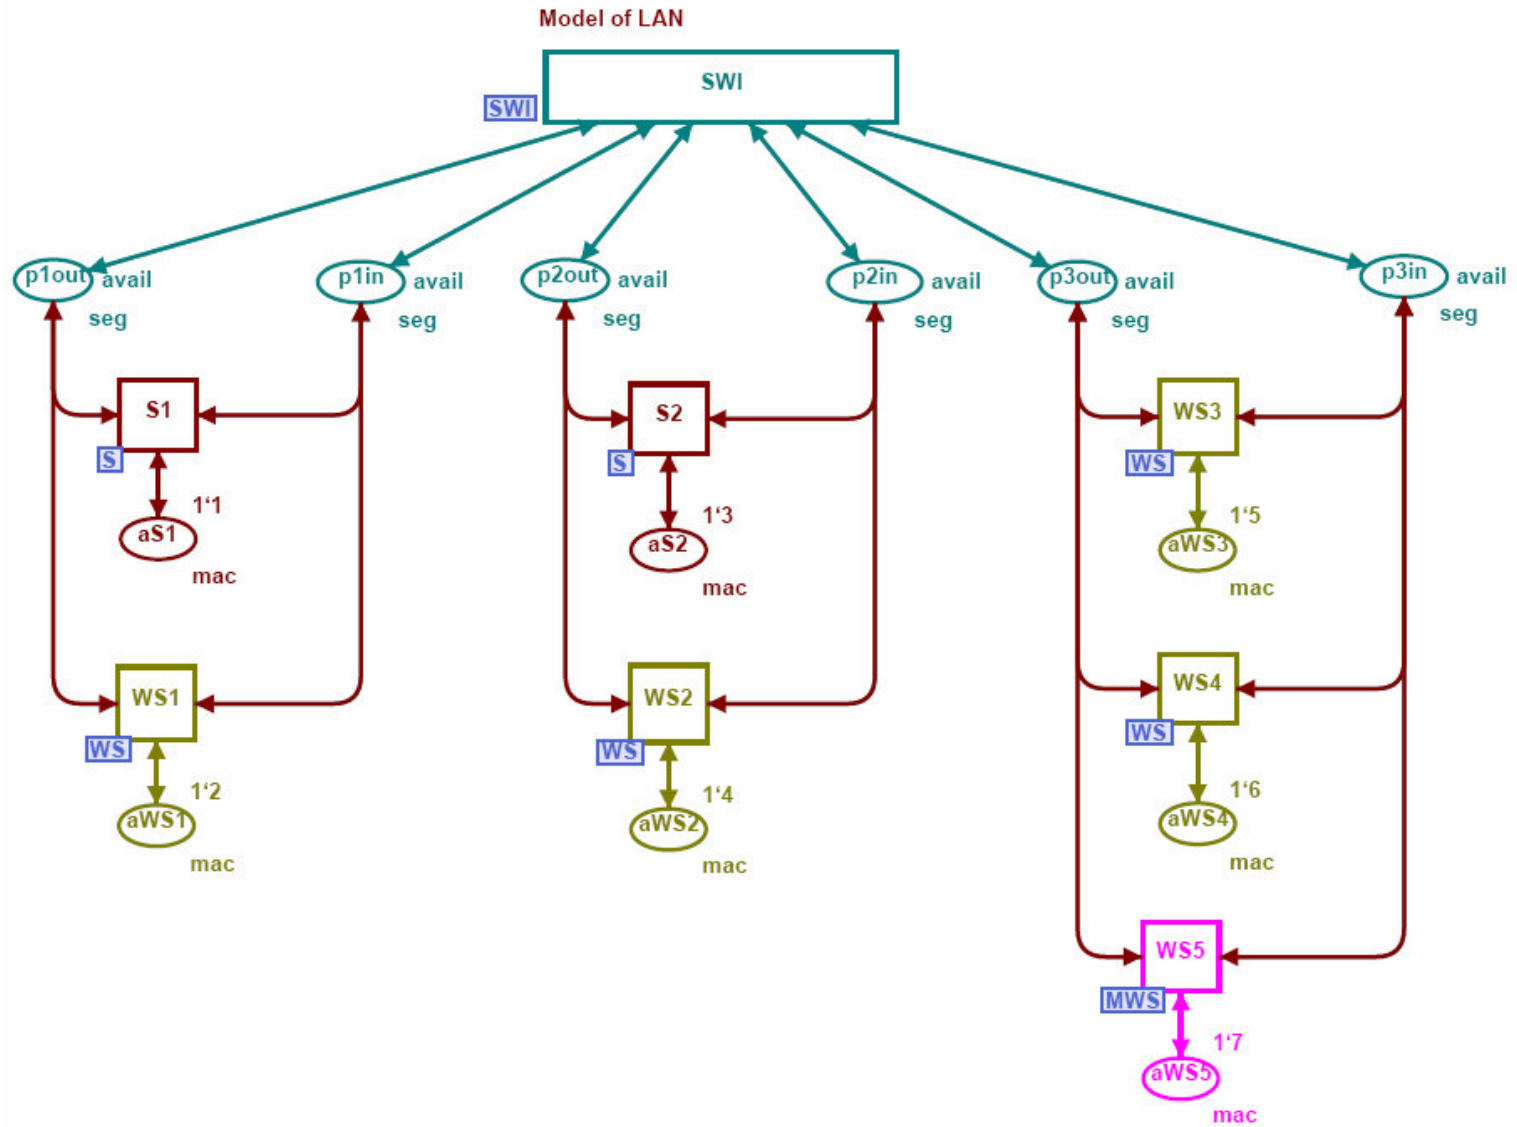 Model of LAN
SWI
SWI
p1out avail
p1in avail
p2out avail
p2in avail
p3out avail
p3in avail
seg
seg
seg
seg
seg
seg
S1
S2
WS3
S
S
WS
1‘1
1‘3
1‘5
aS1
aS2
aWS3
mac
mac
mac
WS1
WS2
WS4
WS
WS
WS
1‘2
1‘4
1‘6
aWS1
aWS2
aWS4
mac
mac
mac
WS5
MWS
1‘7
aWS5
mac